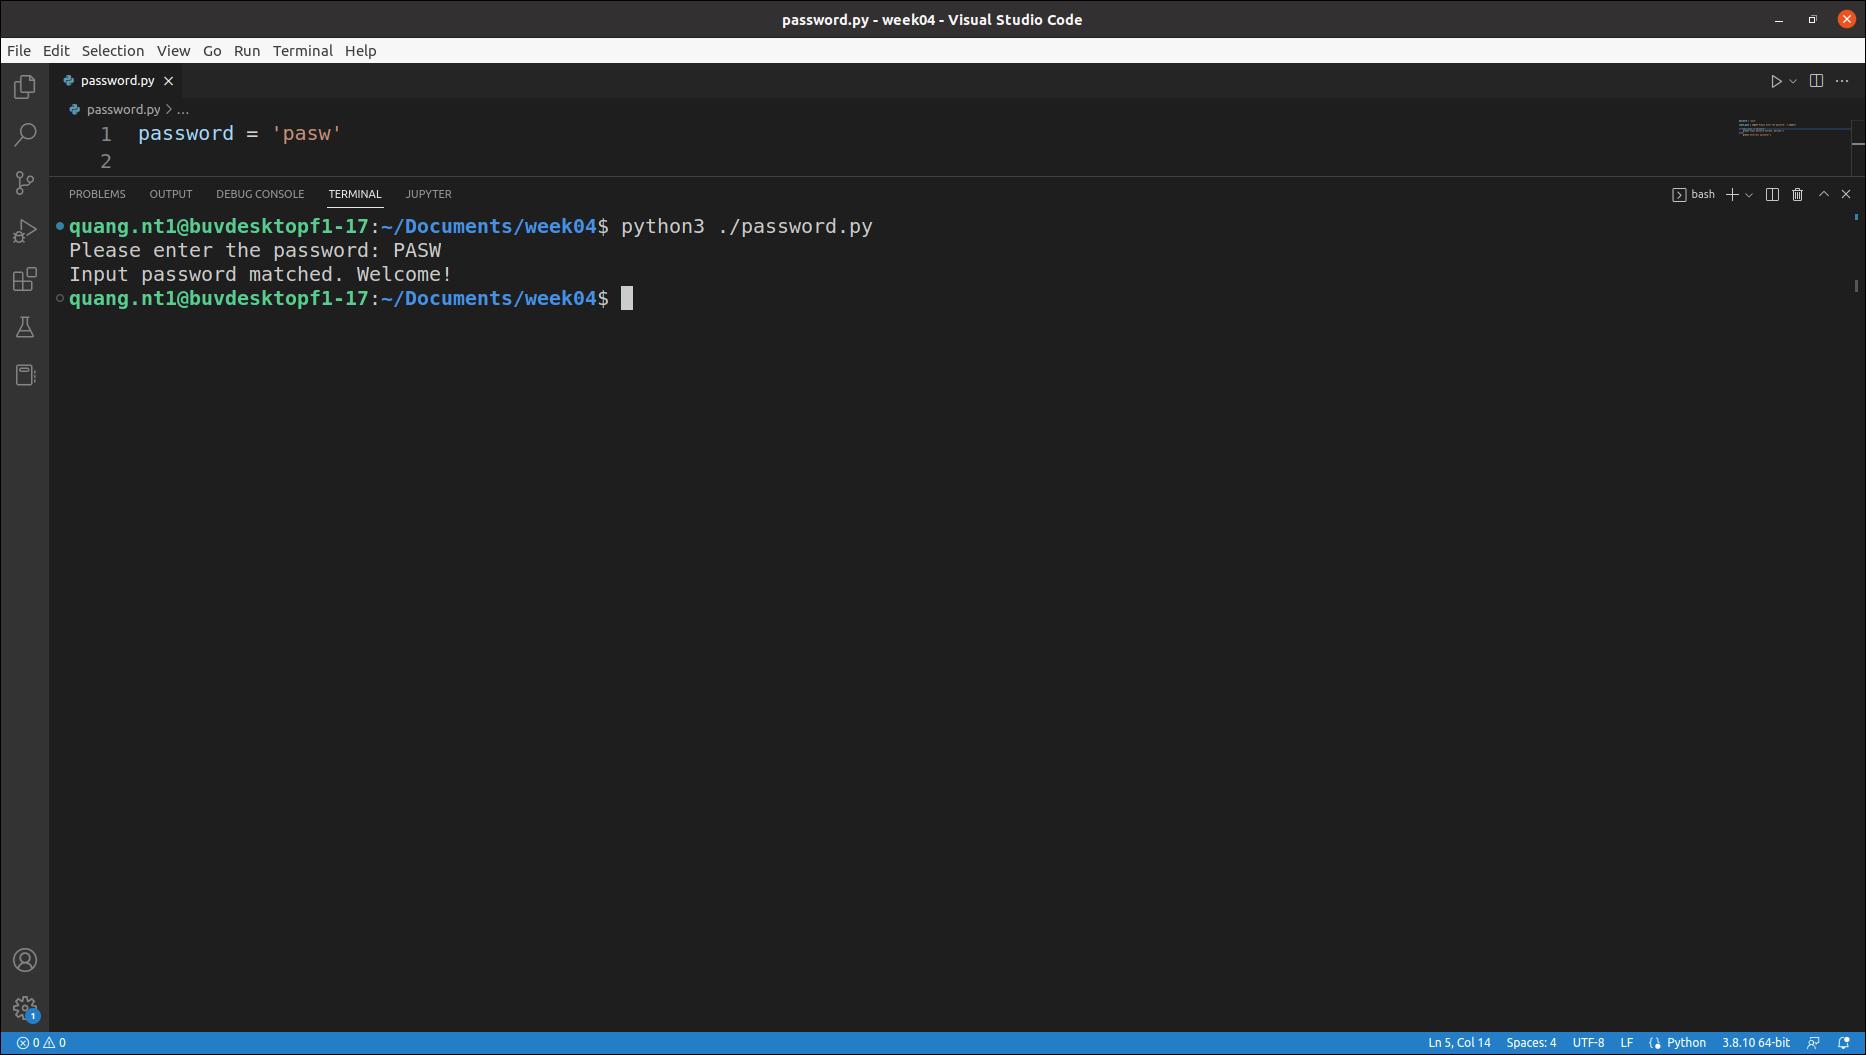 password.py - week04 - Visual Studio Code
File Edit Selection View Go Run Terminal Help
password.py
password.py > ...
1 password = 'pasw'
2
PROBLEMS OUTPUT DEBUG CONSOLE TERMINAL JUPYTER bash
quang.nt1@buvdesktopf1-17:~/Documents/week04$ python3 ./password.py
Please enter the password: PASW
Input password matched. Welcome!
quang.nt1@buvdesktopf1-17:~/Documents/week04$
1
0 0 Ln 5, Col 14 Spaces: 4 UTF-8 LF Python 3.8.10 64-bit